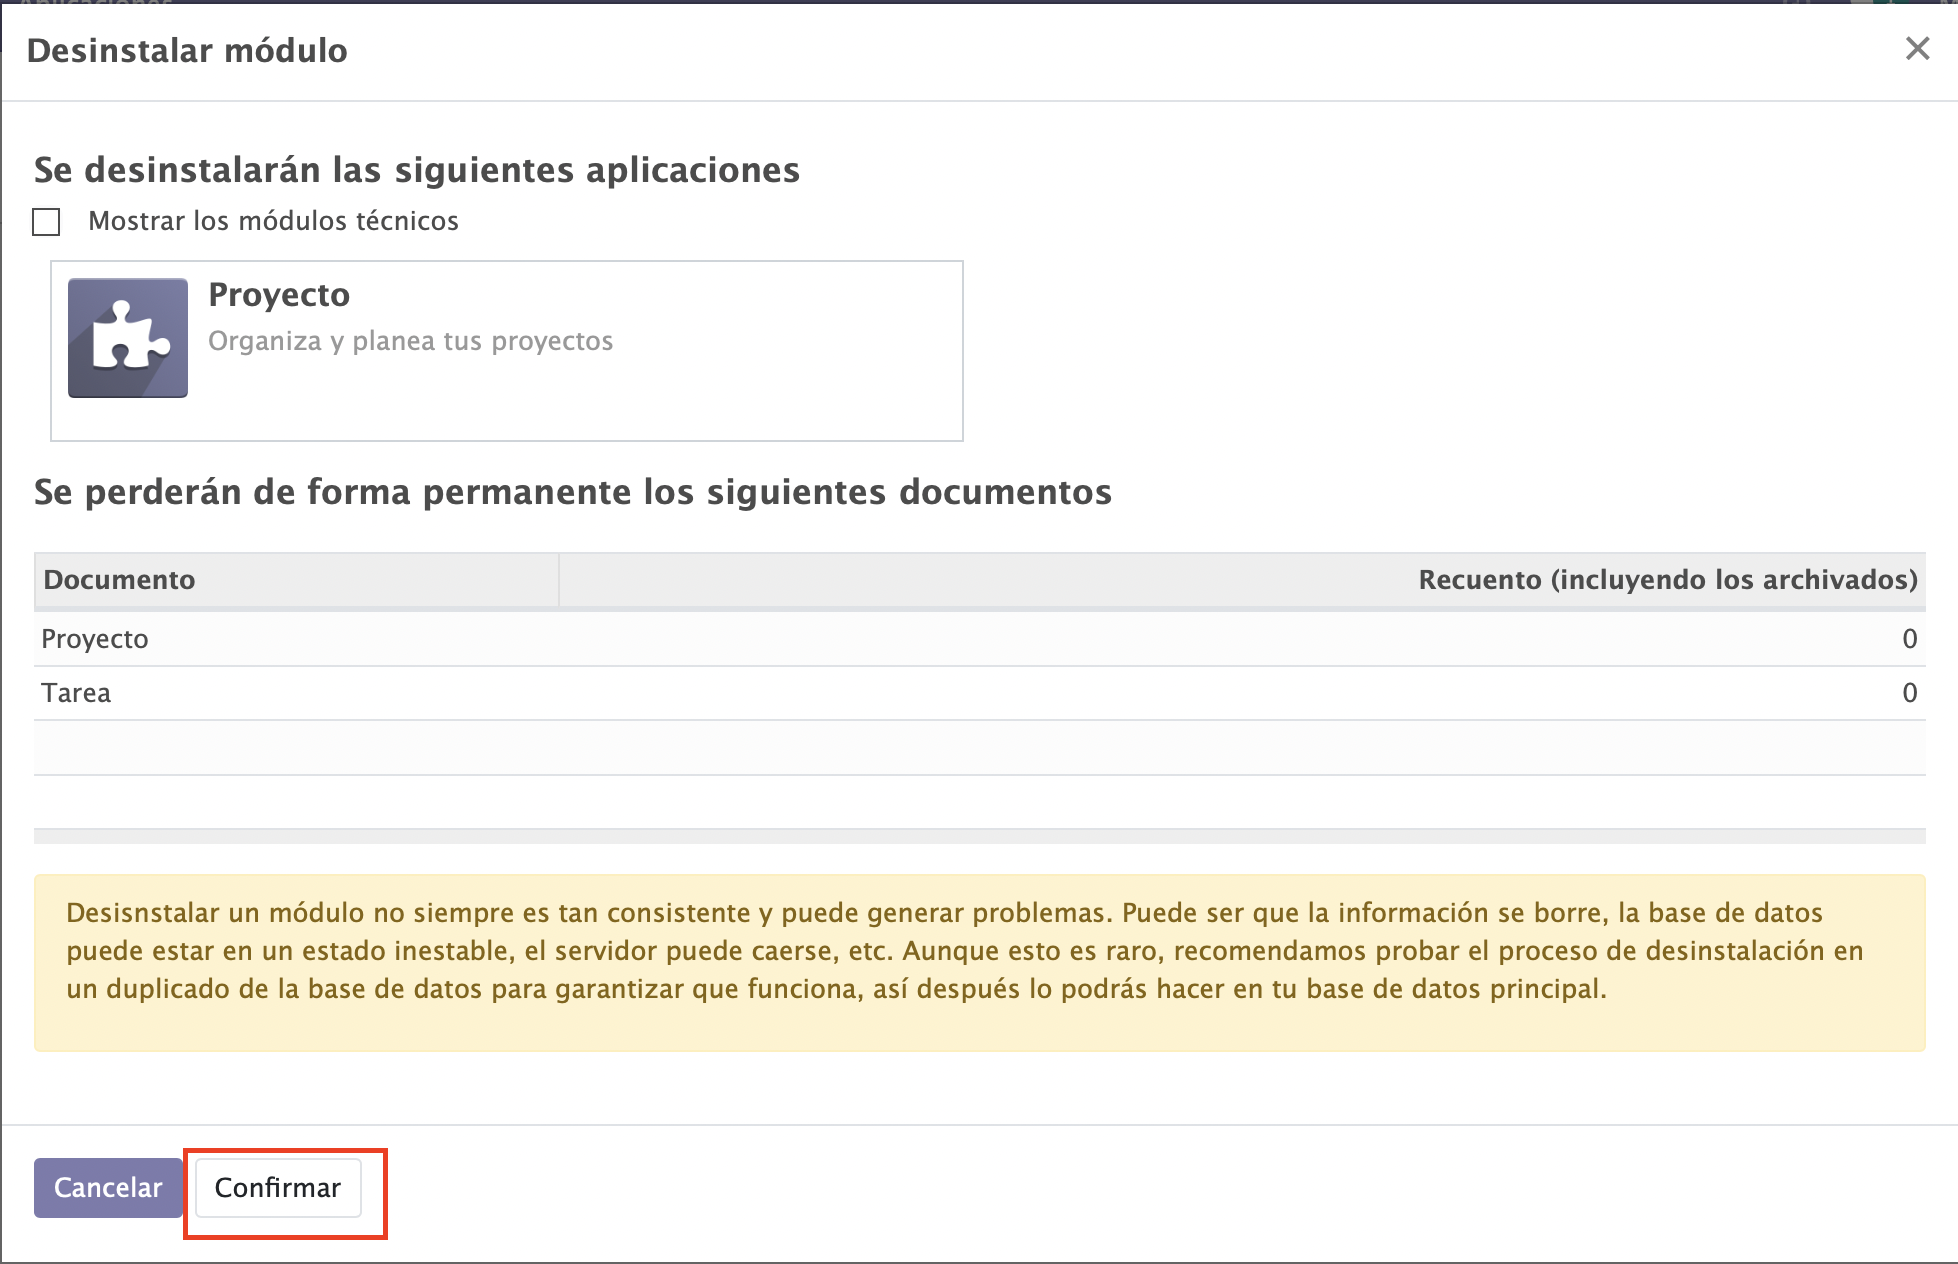 Desinstalar módulo
Se desinstalarán las siguientes aplicaciones
Mostrar los módulos técnicos
Proyecto
Organiza y planea tus proyectos
Se perderán de forma permanente los siguientes documentos
Documento Recuento (incluyendo los archivados)
Proyecto 0
Tarea 0
Desisnstalar un módulo no siempre es tan consistente y puede generar problemas. Puede ser que la información se borre, la base de datos
puede estar en un estado inestable, el servidor puede caerse, etc. Aunque esto es raro, recomendamos probar el proceso de desinstalación en
un duplicado de la base de datos para garantizar que funciona, así después lo podrás hacer en tu base de datos principal.
Cancelar Confirmar